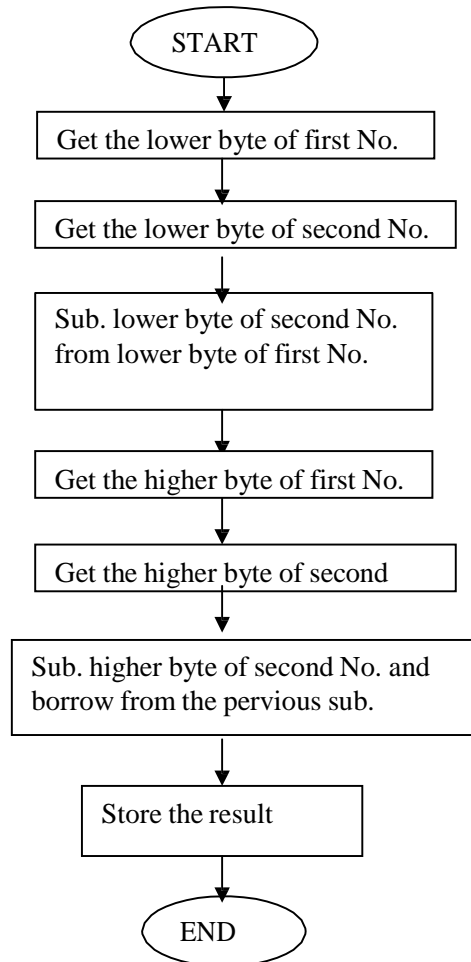 START
Get the lower byte of first No.
Get the lower byte of second No.
Sub. lower byte of second No.
from lower byte of first No.
Get the higher byte of first No.
Get the higher byte of second
Sub. higher byte of second No. and
borrow from the pervious sub.
Store the result
END